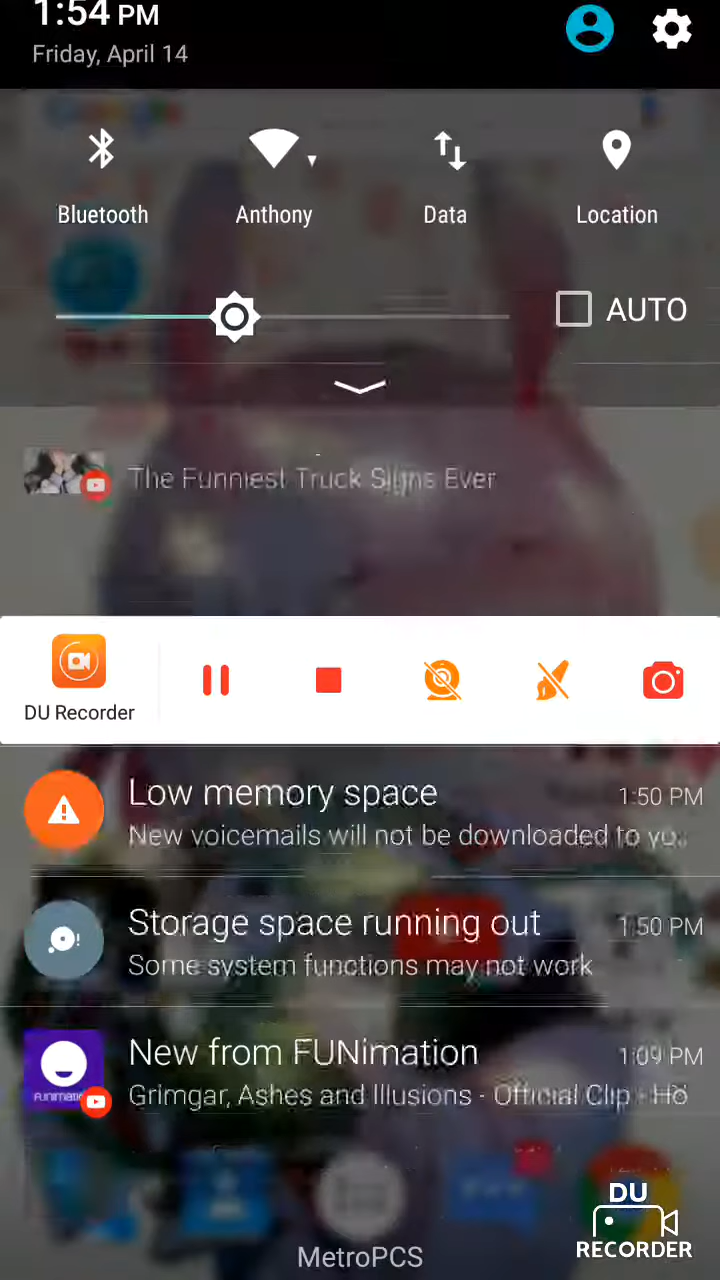 1:54 PM
Friday, April 14
Bluetooth
Anthony
Data
Location
AUTO
The Funniest Truck Signs Ever
DU Recorder
Low memory space
1:50 PM
New voicemails will not be downloaded to yo..
Storage space running out
1:50 PM
Some system functions may not work
New from FUNimation
1:09 PM
Grimgar, Ashes and Illusions - Official Clip - Ho
MetroPCS
DU
RECORDER